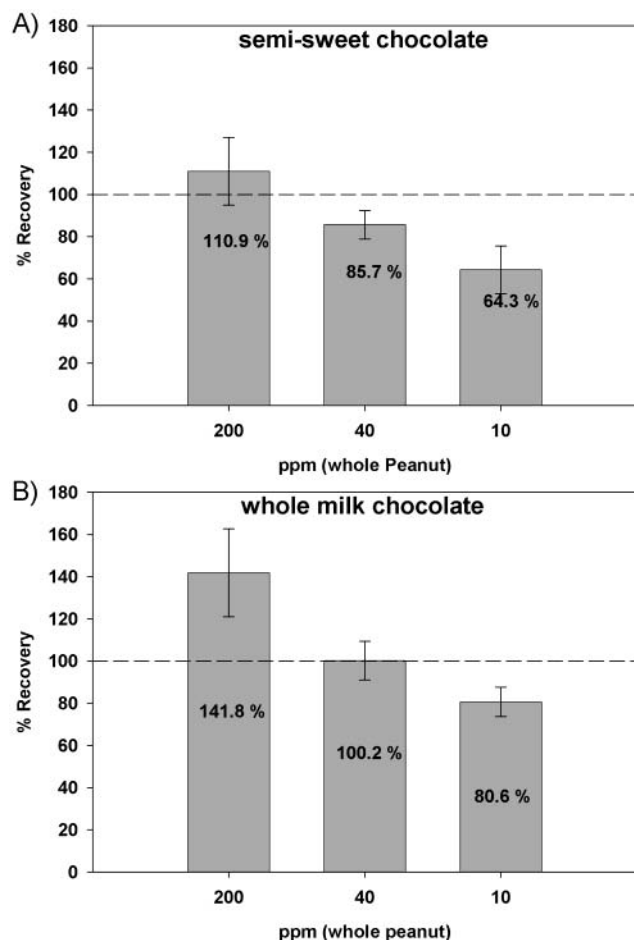 A)
semi-sweet chocolate
180
160
140
120
100
80
60
40
20
0
% Recovery
110.9 %
85.7 %
64.3 %
200 40 10
ppm (whole Peanut)
B)
whole milk chocolate
180
160
140
120
100
80
60
40
20
0
% Recovery
141.8 %
100.2 %
80.6 %
200 40 10
ppm (whole peanut)